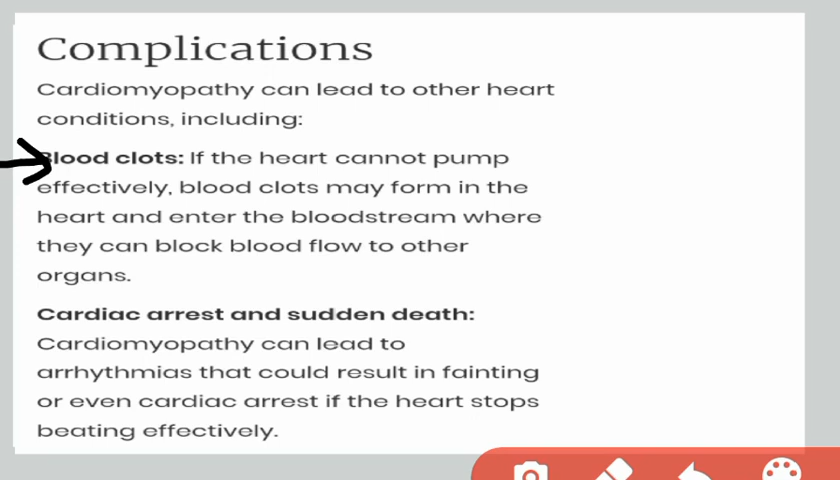 Complications
Cardiomyopathy can lead to other heart
conditions, including:
Blood clots: If the heart cannot pump
effectively, blood clots may form in the
heart and enter the bloodstream where
they can block blood flow to other
organs.
Cardiac arrest and sudden death:
Cardiomyopathy can lead to
arrhythmias that could result in fainting
or even cardiac arrest if the heart stops
beating effectively.